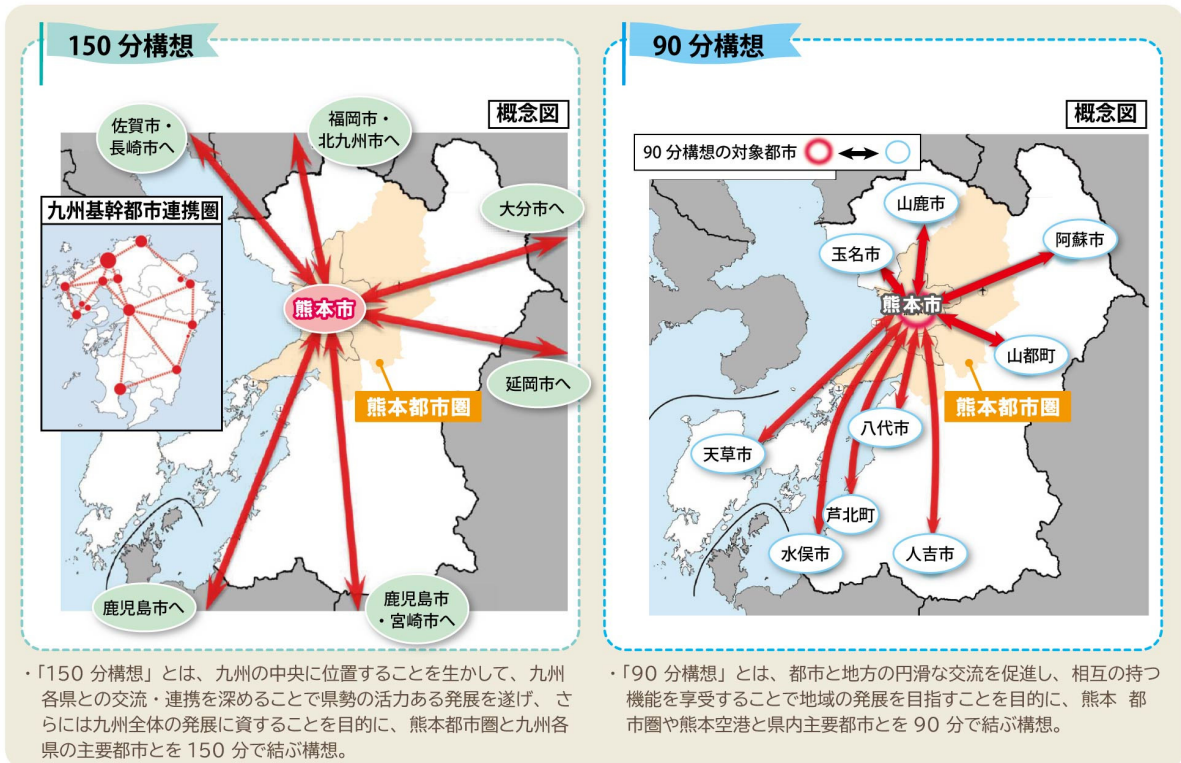 150 分構想
概念図
佐賀市・
長崎市へ
福岡市・
北九州市へ
大分市へ
九州基幹都市連携圏
熊本市
延岡市へ
熊本都市圏
鹿児島市へ
鹿児島市
・宮崎市へ
・「150 分構想」とは、九州の中央に位置することを生かして、九州
各県との交流・連携を深めることで県勢の活力ある発展を遂げ、さ
らには九州全体の発展に資することを目的に、熊本都市圏と九州各
県の主要都市とを 150 分で結ぶ構想。
90 分構想
概念図
90 分構想の対象都市
山鹿市
阿蘇市
玉名市
熊本市
山都町
熊本都市圏
八代市
天草市
芦北町
水俣市
人吉市
・「90 分構想」とは、都市と地方の円滑な交流を促進し、相互の持つ
機能を享受することで地域の発展を目指すことを目的に、熊本 都
市圏や熊本空港と県内主要都市とを 90 分で結ぶ構想。